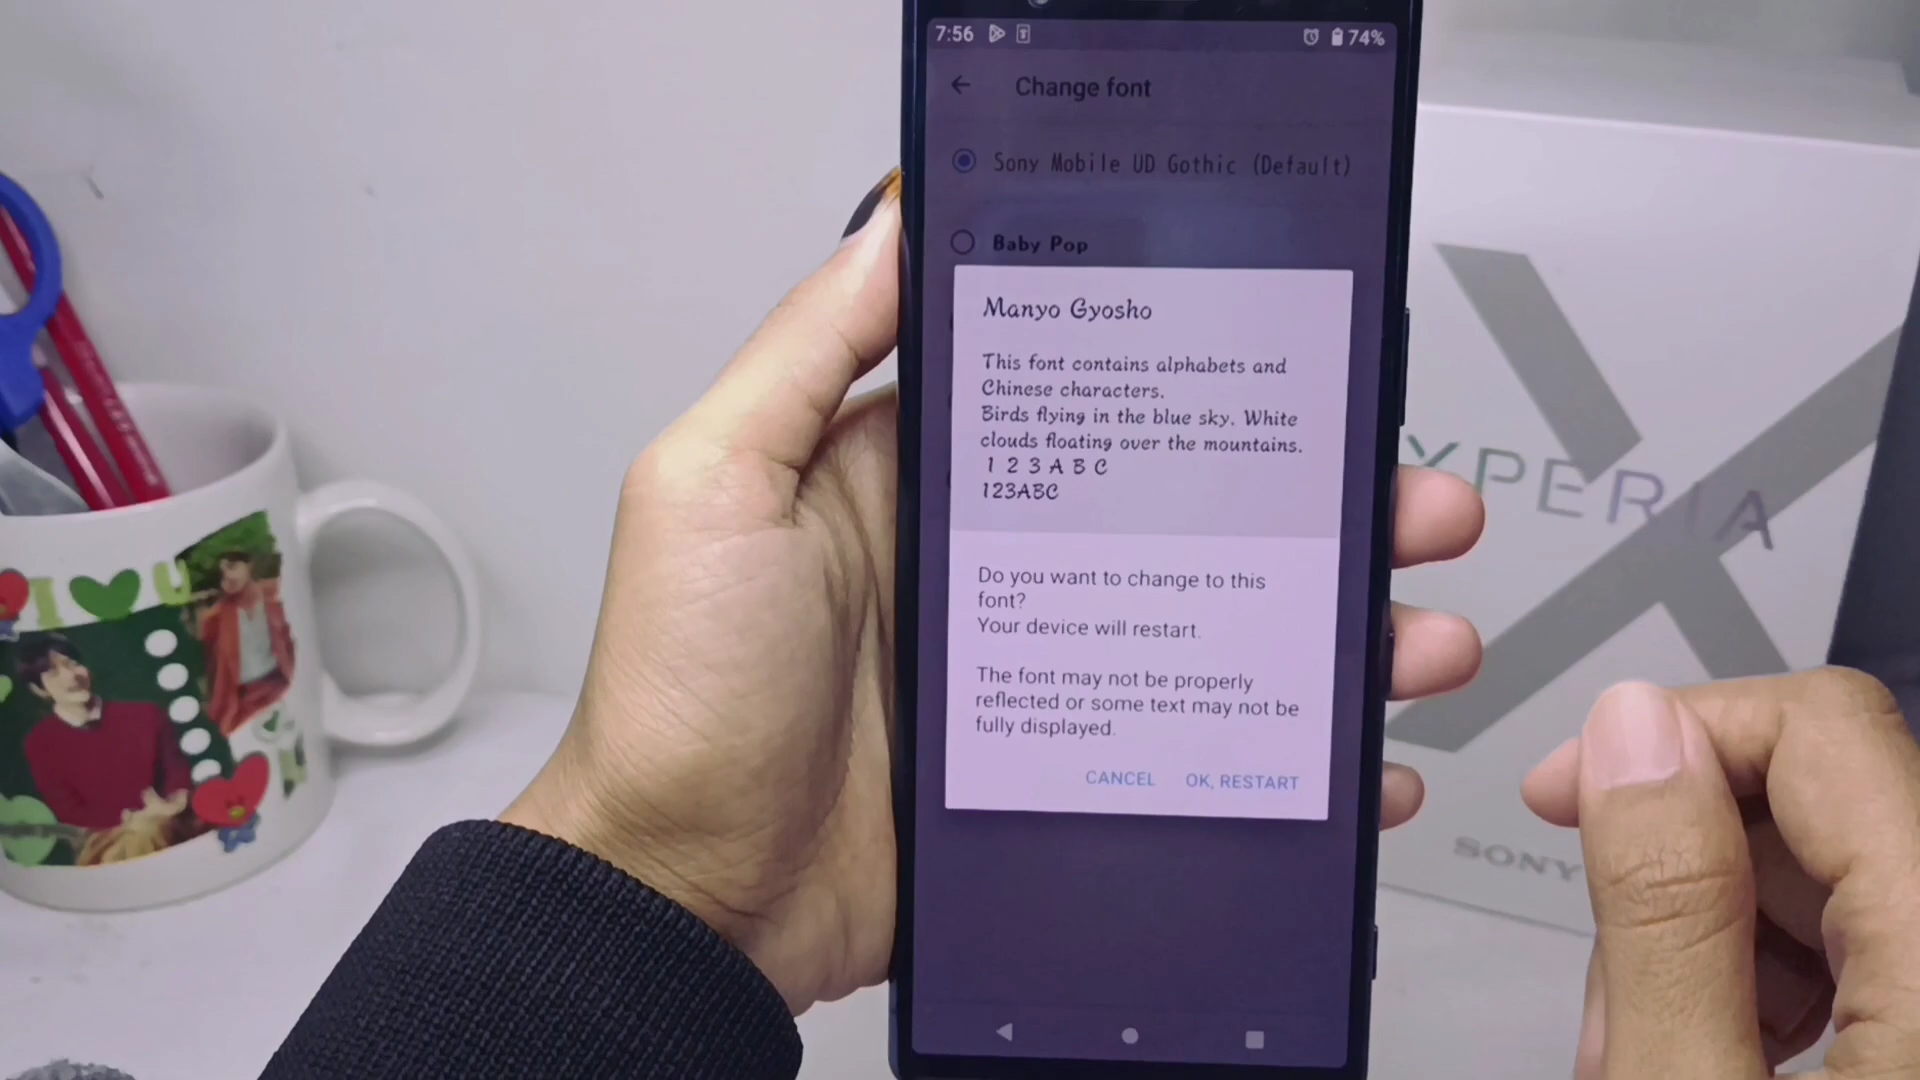 7:56
74%
Change font
Sony Mobile UD Gothic (Default)
Baby Pop
Manyo Gyosho
This font contains alphabets and
Chinese characters.
Birds flying in the blue sky. White
clouds floating over the mountains.
1 2 3 A B C
123ABC
Do you want to change to this
font?
Your device will restart.
The font may not be properly
reflected or some text may not be
fully displayed.
CANCEL OK, RESTART
XPERIA
SONY
I U